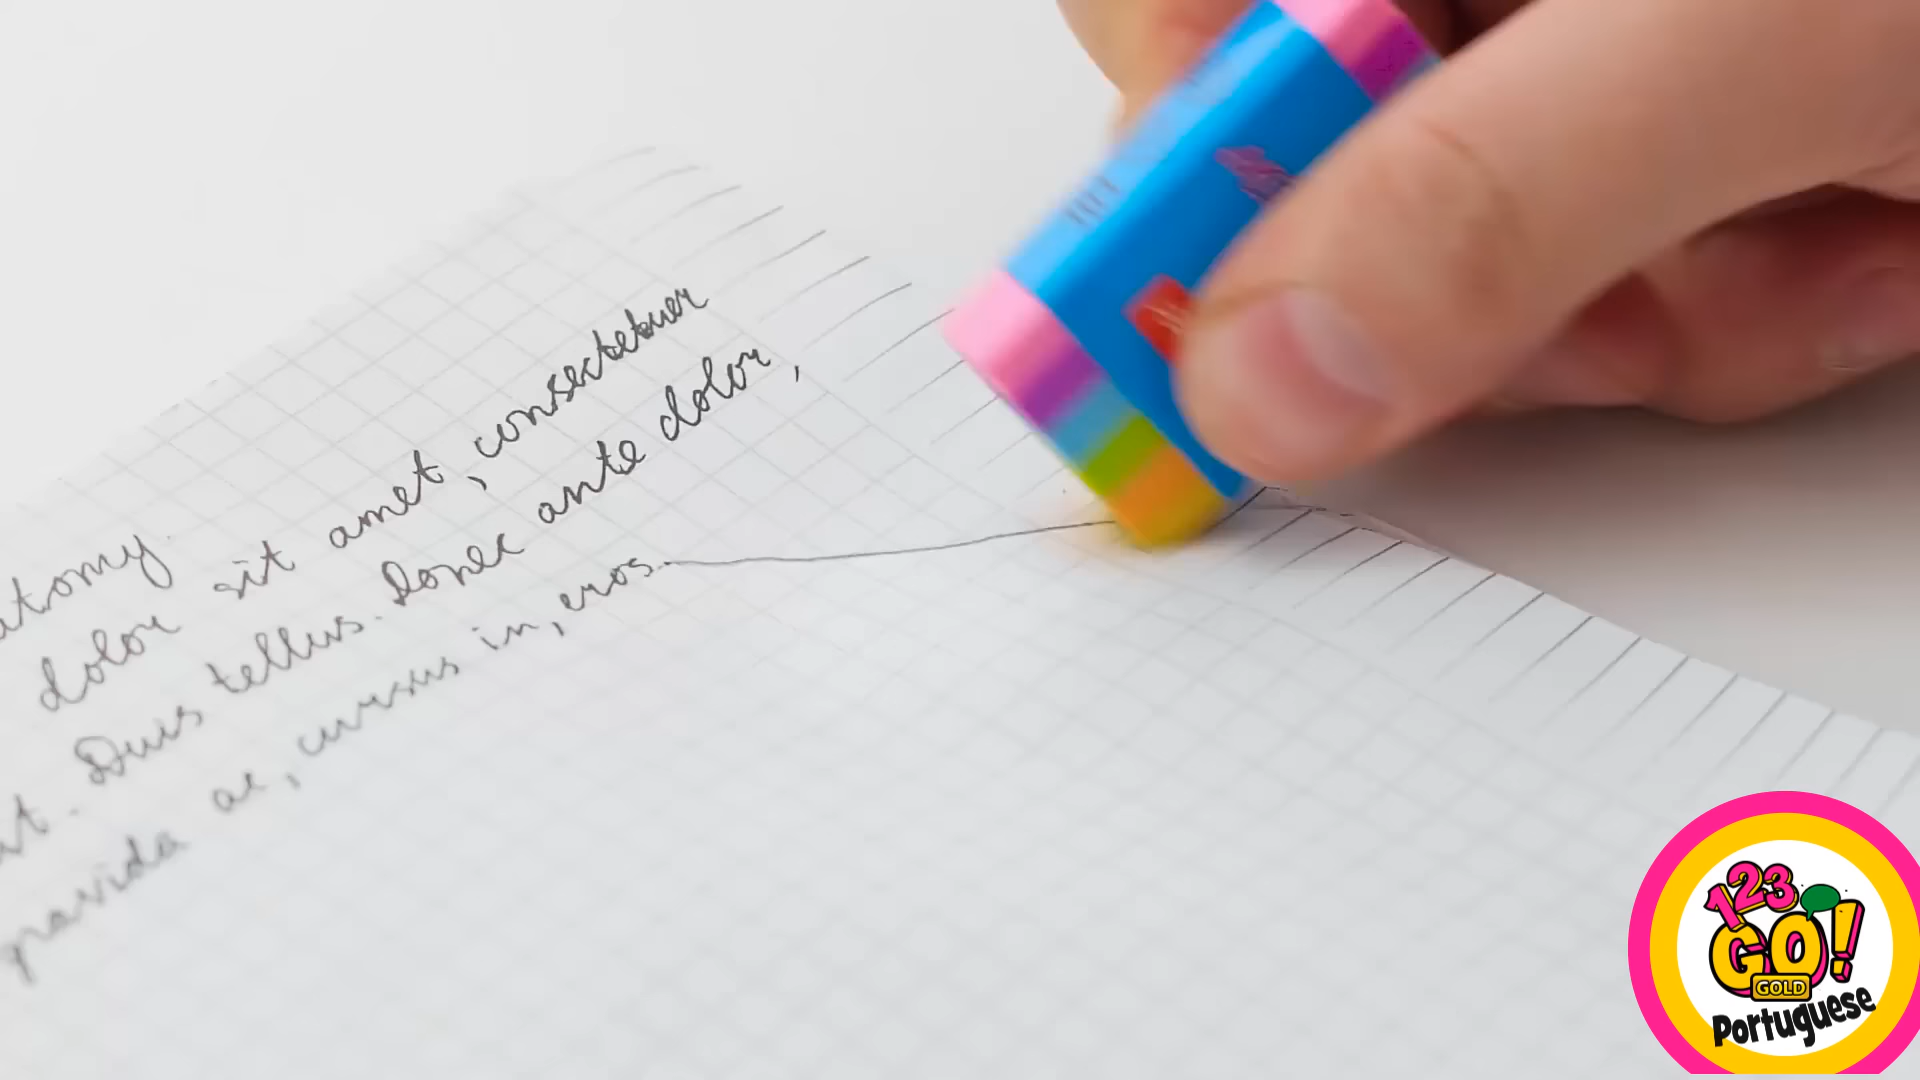 atomy.
dolor sit amet, consectetuer
at. Duis tellus. Donec ante dolor,
gravida ac, cursus in, eros.
123
GO!
GOLD
Portuguese